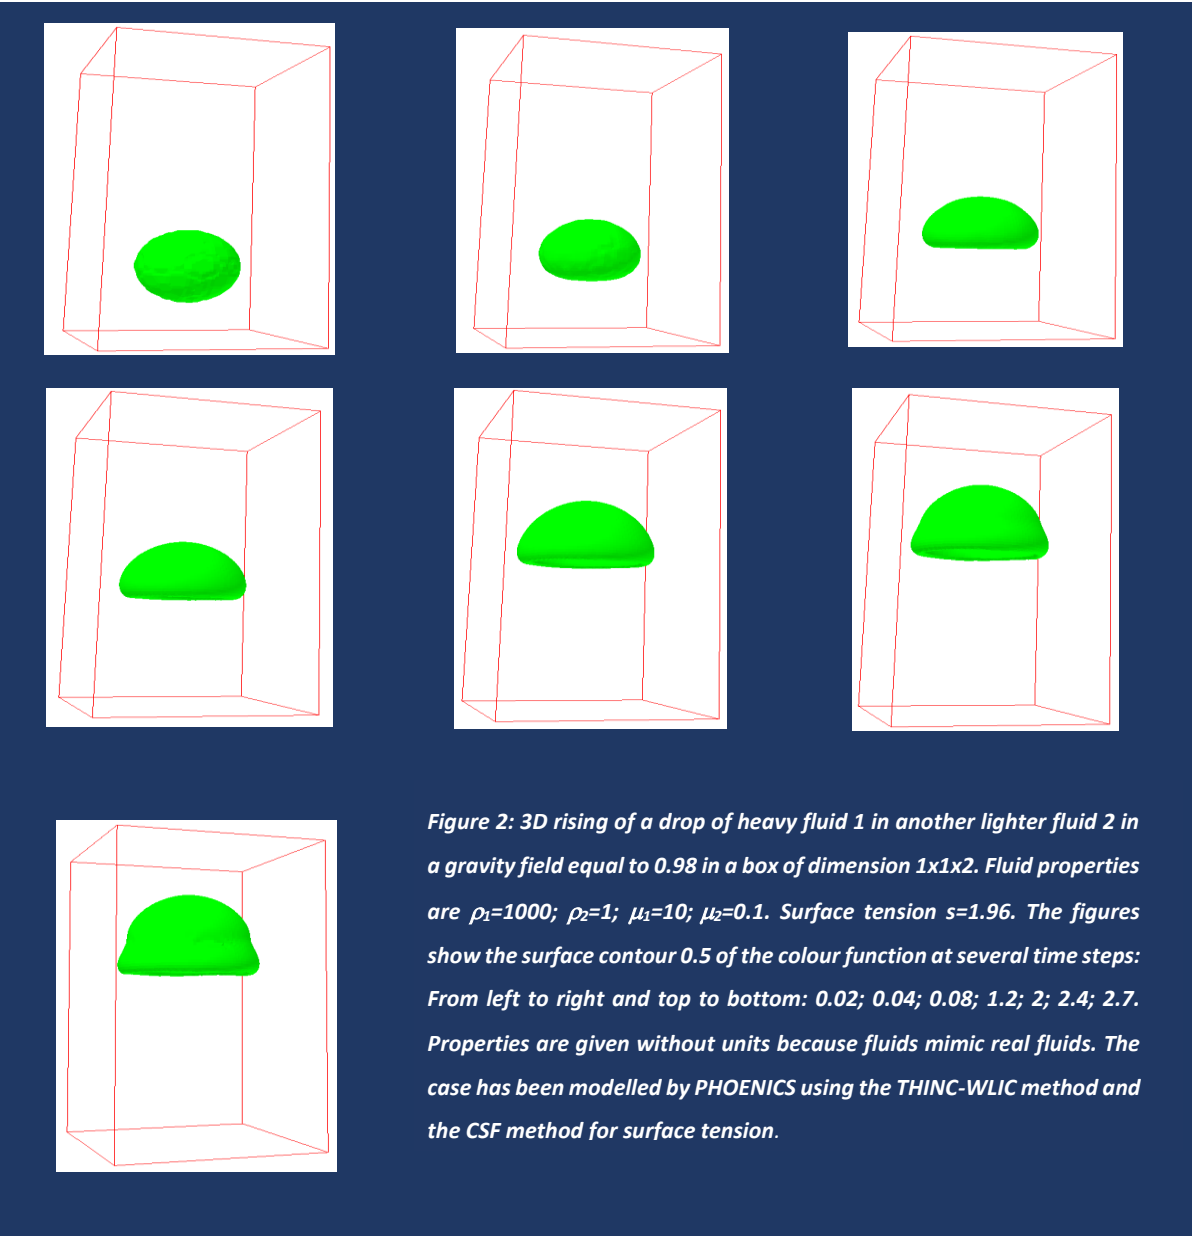 Figure 2: 3D rising of a drop of heavy fluid 1 in another lighter fluid 2 in
a gravity field equal to 0.98 in a box of dimension 1x1x2. Fluid properties
are ρ₁=1000; ρ₂=1; μ₁=10; μ₂=0.1. Surface tension s=1.96. The figures
show the surface contour 0.5 of the colour function at several time steps:
From left to right and top to bottom: 0.02; 0.04; 0.08; 1.2; 2; 2.4; 2.7.
Properties are given without units because fluids mimic real fluids. The
case has been modelled by PHOENICS using the THINC-WLIC method and
the CSF method for surface tension.